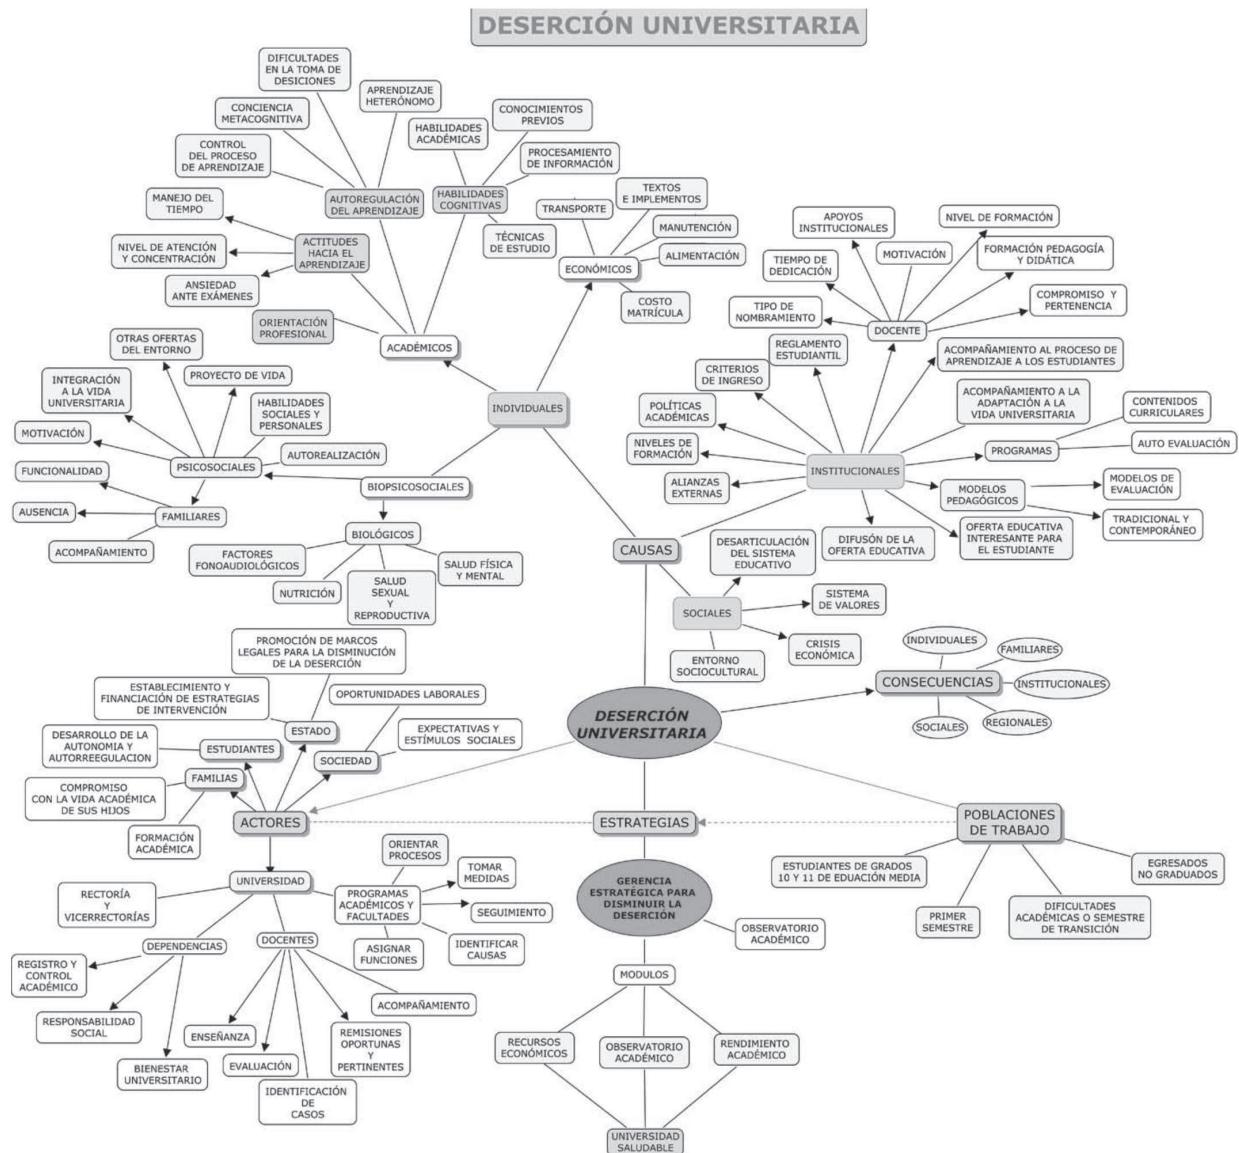 DESERCIÓN UNIVERSITARIA
DIFICULTADES
EN LA TOMA DE
DESICIONES
APRENDIZAJE
HETERÓNOMO
CONCIENCIA
METACOGNITIVA
CONTROL
DEL PROCESO
DE APRENDIZAJE
AUTOREGULACIÓN
DEL APRENDIZAJE
HABILIDADES
ACADÉMICAS
CONOCIMIENTOS
PREVIOS
PROCESAMIENTO
DE INFORMACIÓN
HABILIDADES
COGNITIVAS
TÉCNICAS
DE ESTUDIO
MANEJO DEL
TIEMPO
NIVEL DE ATENCIÓN
Y CONCENTRACIÓN
ANSIEDAD
ANTE EXÁMENES
ACTITUDES
HACIA EL
APRENDIZAJE
ORIENTACIÓN
PROFESIONAL
ACADÉMICOS
TRANSPORTE
TEXTOS
E IMPLEMENTOS
MANUTENCIÓN
ALIMENTACIÓN
ECONÓMICOS
COSTO
MATRÍCULA
INDIVIDUALES
OTRAS OFERTAS
DEL ENTORNO
PROYECTO DE VIDA
INTEGRACIÓN
A LA VIDA
UNIVERSITARIA
HABILIDADES
SOCIALES Y
PERSONALES
MOTIVACIÓN
AUTOREALIZACIÓN
PSICOSOCIALES
BIOPSICOSOCIALES
FUNCIONALIDAD
AUSENCIA
FAMILIARES
ACOMPAÑAMIENTO
BIOLÓGICOS
FACTORES
FONOAUDIOLÓGICOS
NUTRICIÓN
SALUD
SEXUAL
Y
REPRODUCTIVA
SALUD FÍSICA
Y MENTAL
APOYOS
INSTITUCIONALES
NIVEL DE FORMACIÓN
MOTIVACIÓN
FORMACIÓN PEDAGOGÍA
Y DIDÁTICA
TIEMPO DE
DEDICACIÓN
TIPO DE
NOMBRAMIENTO
COMPROMISO Y
PERTENENCIA
DOCENTE
REGLAMENTO
ESTUDIANTIL
ACOMPAÑAMIENTO AL PROCESO DE
APRENDIZAJE A LOS ESTUDIANTES
CRITERIOS
DE INGRESO
ACOMPAÑAMIENTO A LA
ADAPTACIÓN A LA
VIDA UNIVERSITARIA
CONTENIDOS
CURRICULARES
POLÍTICAS
ACADÉMICAS
PROGRAMAS
AUTO EVALUACIÓN
NIVELES DE
FORMACIÓN
INSTITUCIONALES
ALIANZAS
EXTERNAS
MODELOS
PEDAGÓGICOS
MODELOS DE
EVALUACIÓN
TRADICIONAL Y
CONTEMPORÁNEO
DIFUSÓN DE LA
OFERTA EDUCATIVA
OFERTA EDUCATIVA
INTERESANTE PARA
EL ESTUDIANTE
CAUSAS
DESARTICULACIÓN
DEL SISTEMA
EDUCATIVO
SOCIALES
SISTEMA
DE VALORES
CRISIS
ECONÓMICA
ENTORNO
SOCIOCULTURAL
INDIVIDUALES
FAMILIARES
CONSECUENCIAS
INSTITUCIONALES
SOCIALES
REGIONALES
DESERCIÓN
UNIVERSITARIA
PROMOCIÓN DE MARCOS
LEGALES PARA LA DISMINUCIÓN
DE LA DESERCIÓN
ESTABLECIMIENTO Y
FINANCIACIÓN DE ESTRATEGIAS
DE INTERVENCIÓN
OPORTUNIDADES LABORALES
ESTADO
EXPECTATIVAS Y
ESTÍMULOS SOCIALES
DESARROLLO DE LA
AUTONOMIA Y
AUTORREEGULACION
ESTUDIANTES
SOCIEDAD
FAMILIAS
COMPROMISO
CON LA VIDA ACADÉMICA
DE SUS HIJOS
FORMACIÓN
ACADÉMICA
ACTORES
ESTRATEGIAS
POBLACIONES
DE TRABAJO
ESTUDIANTES DE GRADOS
10 Y 11 DE EDUACIÓN MEDIA
EGRESADOS
NO GRADUADOS
PRIMER
SEMESTRE
DIFICULTADES
ACADÉMICAS O SEMESTRE
DE TRANSICIÓN
UNIVERSIDAD
RECTORÍA
Y
VICERRECTORÍAS
ORIENTAR
PROCESOS
TOMAR
MEDIDAS
PROGRAMAS
ACADÉMICOS Y
FACULTADES
SEGUIMIENTO
ASIGNAR
FUNCIONES
IDENTIFICAR
CAUSAS
DEPENDENCIAS
DOCENTES
REGISTRO Y
CONTROL
ACADÉMICO
RESPONSABILIDAD
SOCIAL
BIENESTAR
UNIVERSITARIO
ENSEÑANZA
EVALUACIÓN
IDENTIFICACIÓN
DE
CASOS
REMISIONES
OPORTUNAS
Y
PERTINENTES
ACOMPAÑAMIENTO
GERENCIA
ESTRATÉGICA PARA
DISMINUIR LA
DESERCIÓN
OBSERVATORIO
ACADÉMICO
MODULOS
RECURSOS
ECONÓMICOS
OBSERVATORIO
ACADÉMICO
RENDIMIENTO
ACADÉMICO
UNIVERSIDAD
SALUDABLE